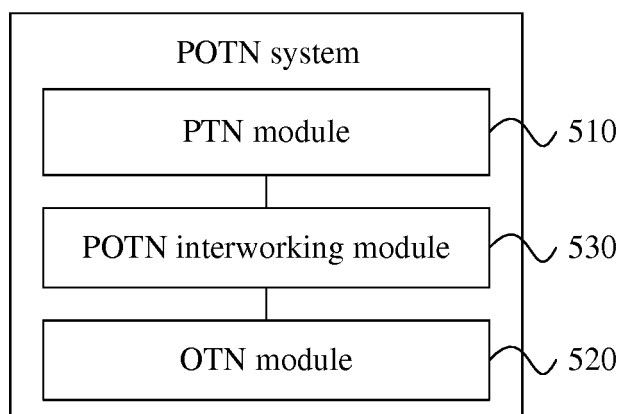 POTN system
PTN module
510
POTN interworking module
530
OTN module
520